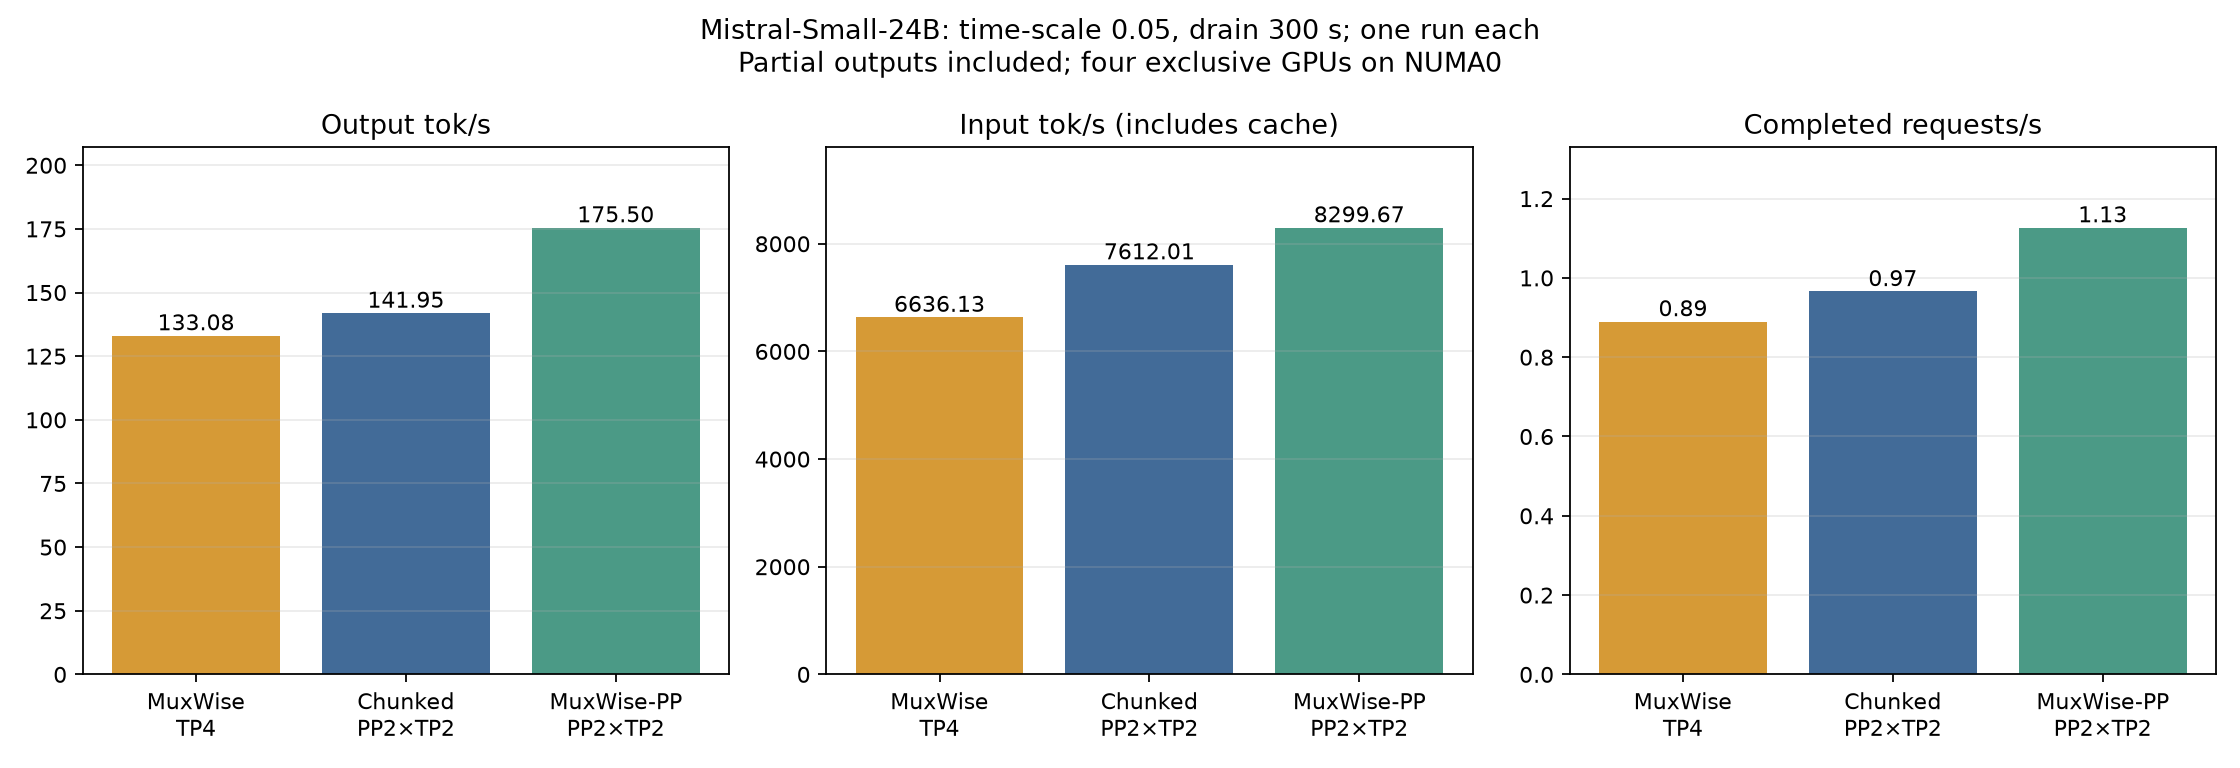 Mistral-Small-24B: time-scale 0.05, drain 300 s; one run each
Partial outputs included; four exclusive GPUs on NUMA0
Output tok/s
200
175
150
125
100
75
50
25
0
133.08
141.95
175.50
MuxWise
TP4
Chunked
PP2×TP2
MuxWise-PP
PP2×TP2
Input tok/s (includes cache)
8000
6000
4000
2000
0
6636.13
7612.01
8299.67
MuxWise
TP4
Chunked
PP2×TP2
MuxWise-PP
PP2×TP2
Completed requests/s
1.2
1.0
0.8
0.6
0.4
0.2
0.0
0.89
0.97
1.13
MuxWise
TP4
Chunked
PP2×TP2
MuxWise-PP
PP2×TP2